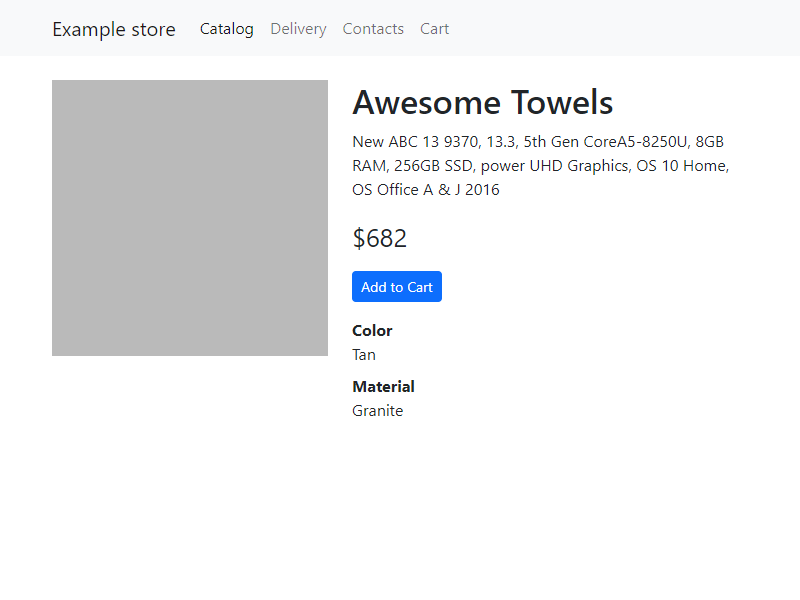 Example store Catalog Delivery Contacts Cart
Awesome Towels
New ABC 13 9370, 13.3, 5th Gen CoreA5-8250U, 8GB
RAM, 256GB SSD, power UHD Graphics, OS 10 Home,
OS Office A & J 2016
$682
Add to Cart
Color
Tan
Material
Granite